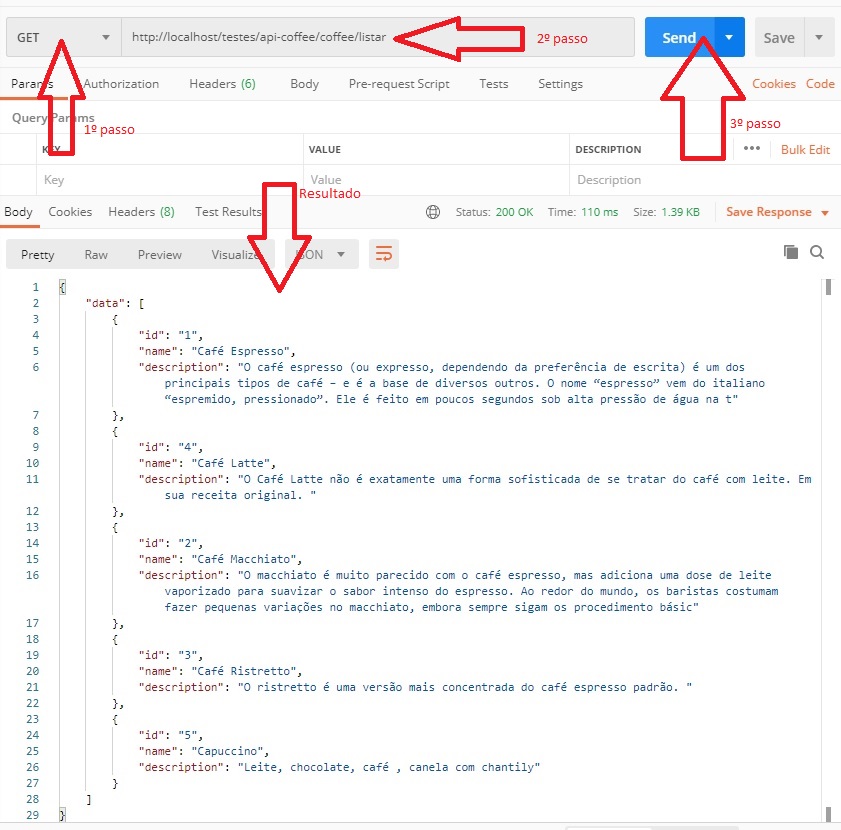 GET http://localhost/testes/api-coffee/coffee/listar 2º passo Send Save
Params Authorization Headers (6) Body Pre-request Script Tests Settings Cookies Code
Query Params
1º passo
3º passo
KEY VALUE DESCRIPTION ••• Bulk Edit
Key Value Description
Resultado
Body Cookies Headers (8) Test Results Status: 200 OK Time: 110 ms Size: 1.39 KB Save Response
Pretty Raw Preview Visualize JSON
1 {
2 "data": [
3 {
4 "id": "1",
5 "name": "Café Espresso",
6 "description": "O café espresso (ou expresso, dependendo da preferência de escrita) é um dos
principais tipos de café – e é a base de diversos outros. O nome “espresso” vem do italiano
“espremido, pressionado”. Ele é feito em poucos segundos sob alta pressão de água na t"
7 },
8 {
9 "id": "4",
10 "name": "Café Latte",
11 "description": "O Café Latte não é exatamente uma forma sofisticada de se tratar do café com leite. Em
sua receita original. "
12 },
13 {
14 "id": "2",
15 "name": "Café Macchiato",
16 "description": "O macchiato é muito parecido com o café espresso, mas adiciona uma dose de leite
vaporizado para suavizar o sabor intenso do espresso. Ao redor do mundo, os baristas costumam
fazer pequenas variações no macchiato, embora sempre sigam os procedimento básic"
17 },
18 {
19 "id": "3",
20 "name": "Café Ristretto",
21 "description": "O ristretto é uma versão mais concentrada do café espresso padrão. "
22 },
23 {
24 "id": "5",
25 "name": "Capuccino",
26 "description": "Leite, chocolate, café , canela com chantily"
27 }
28 ]
29 }